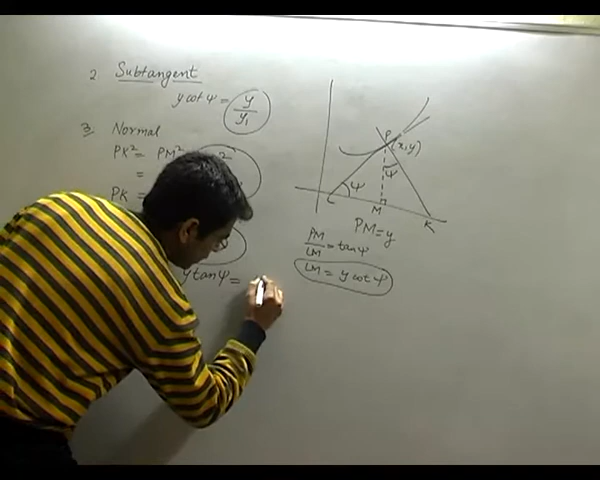 2. Subtangent
y cot ψ = y/y₁
3. Normal
PK² = PM²
=
PK =
y tan ψ =
P
(x,y)
ψ
ψ
L
M
K
PM = y
PM/LM = tan ψ
LM = y cot ψ